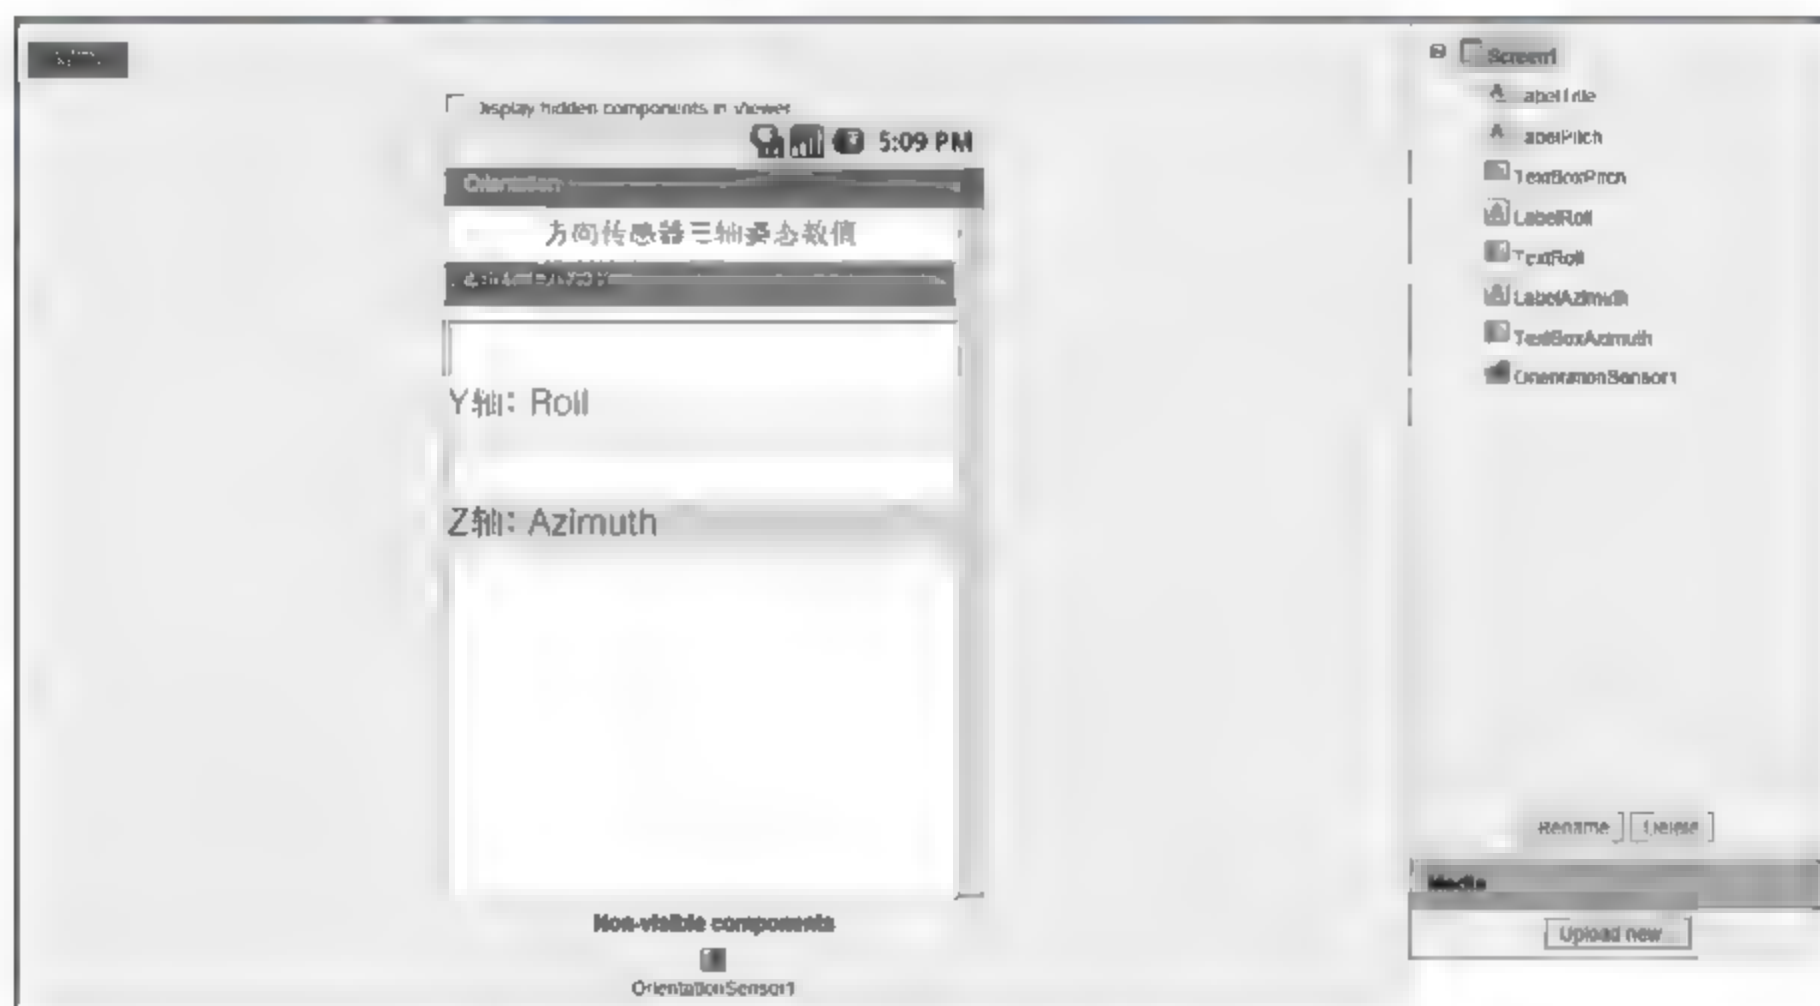 Display hidden components in Viewer
5:09 PM
Orientation
方向传感器三轴姿态数值
Y轴: Roll
Z轴: Azimuth
Non-visible components
OrientationSensor1
Screen1
LabelTitle
LabelPitch
TextBoxPitch
LabelRoll
TextRoll
LabelAzimuth
TextBoxAzimuth
OrientationSensor1
Rename Delete
Media
Upload new